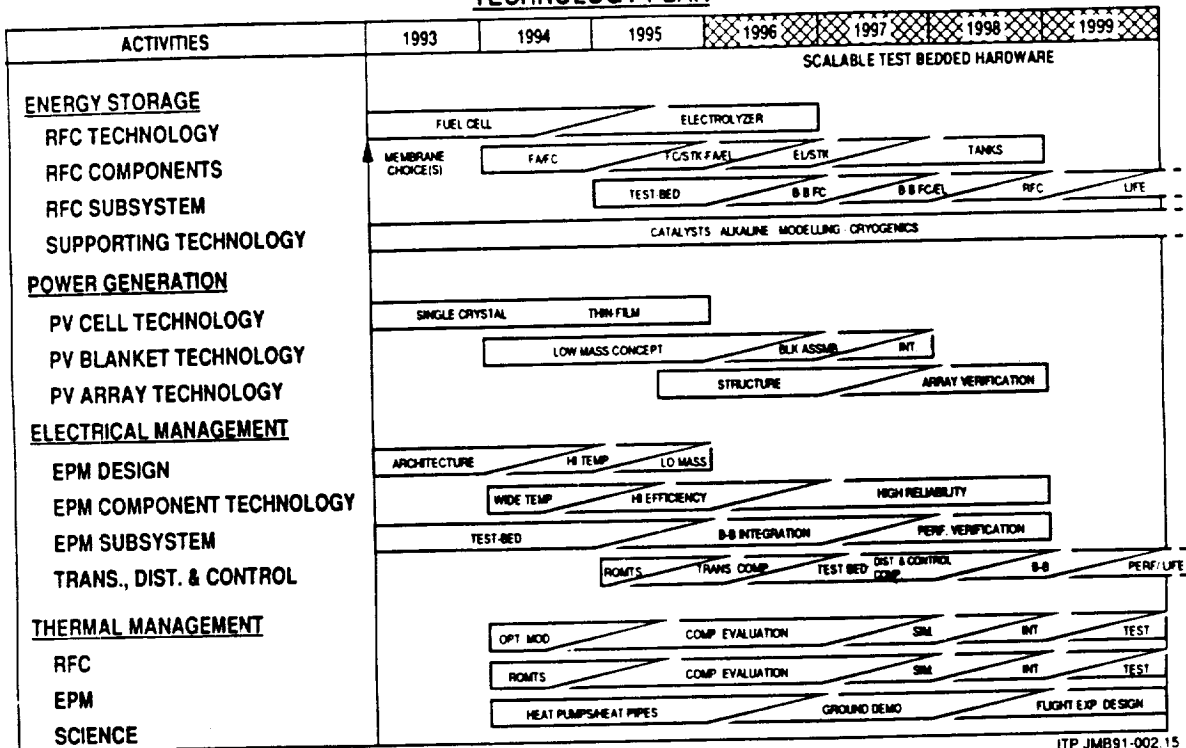 TECHNOLOGY PLAN
ACTIVITIES 1993 1994 1995 1996 1997 1998 1999
SCALABLE TEST BEDDED HARDWARE
ENERGY STORAGE
RFC TECHNOLOGY FUEL CELL ELECTROLYZER
RFC COMPONENTS MEMBRANE CHOICE(S) FA/FC FC/STK-FA/EL EL/STK TANKS
RFC SUBSYSTEM TEST-BED B-B FC B-B FC/EL RFC LIFE
SUPPORTING TECHNOLOGY CATALYSTS ALKALINE MODELLING CRYOGENICS
POWER GENERATION
PV CELL TECHNOLOGY SINGLE CRYSTAL THIN-FILM
PV BLANKET TECHNOLOGY LOW MASS CONCEPT BLK ASSMB INT
PV ARRAY TECHNOLOGY STRUCTURE ARRAY VERIFICATION
ELECTRICAL MANAGEMENT
EPM DESIGN ARCHITECTURE HI TEMP LO MASS
EPM COMPONENT TECHNOLOGY WIDE TEMP HI EFFICIENCY HIGH RELIABILITY
EPM SUBSYSTEM TEST-BED B-B INTEGRATION PERF. VERIFICATION
TRANS., DIST. & CONTROL ROMTS TRANS COMP TEST BED DIST & CONTROL COMP B-B PERF/LIFE
THERMAL MANAGEMENT OPT MOD COMP EVALUATION SIM. INT TEST
RFC ROMTS COMP EVALUATION SIM. INT TEST
EPM HEAT PUMPS/HEAT PIPES GROUND DEMO FLIGHT EXP DESIGN
SCIENCE
ITP JMB91-002.15